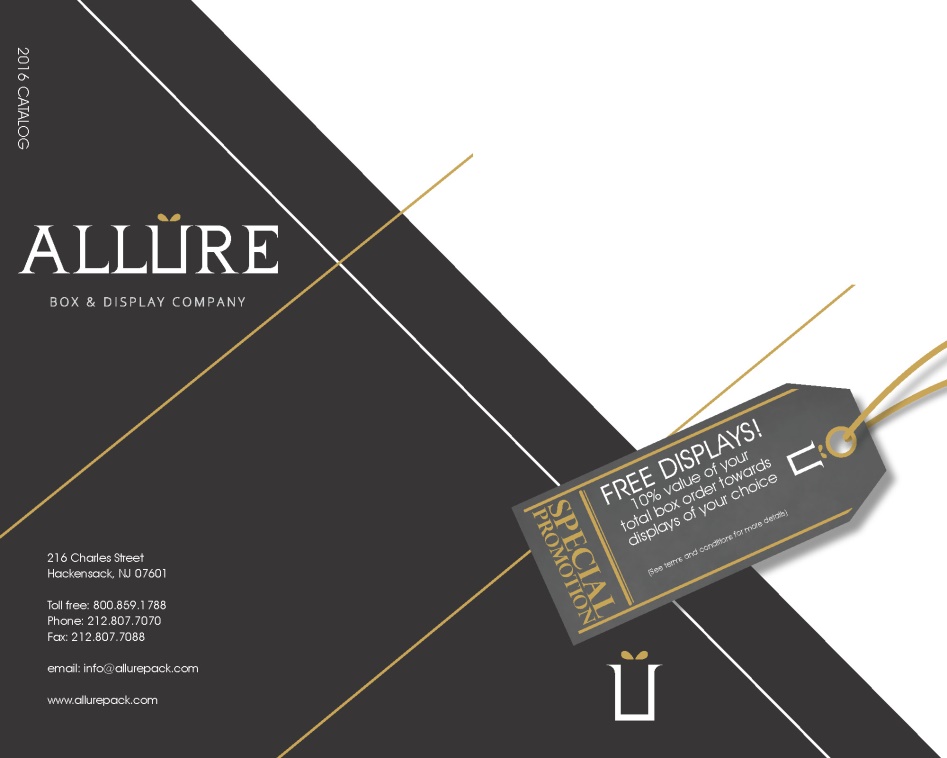 2016 CATALOG
ALLURE
BOX & DISPLAY COMPANY
216 Charles Street
Hackensack, NJ 07601
Toll free: 800.859.1788
Phone: 212.807.7070
Fax: 212.807.7088
email: info@allurepack.com
www.allurepack.com
SPECIAL
PROMOTION
FREE DISPLAYS!
10% value of your
total box order towards
displays of your choice
(See terms and conditions for more details)
U
U